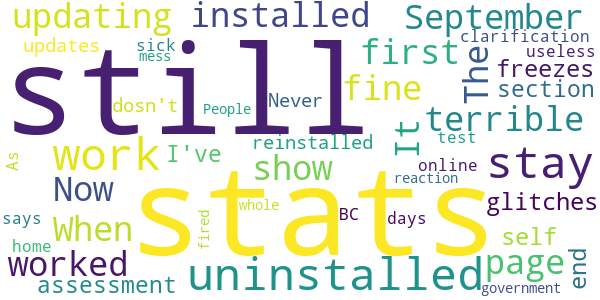 updating installed September
updates sick mess still first The clarification useless
dosn't People Never fine freezes section
As work I've reinstalled It terrible test
Now show online stay
says when stats whole reaction BC days glitches
home fired self
worked uninstalled page end
assessment government